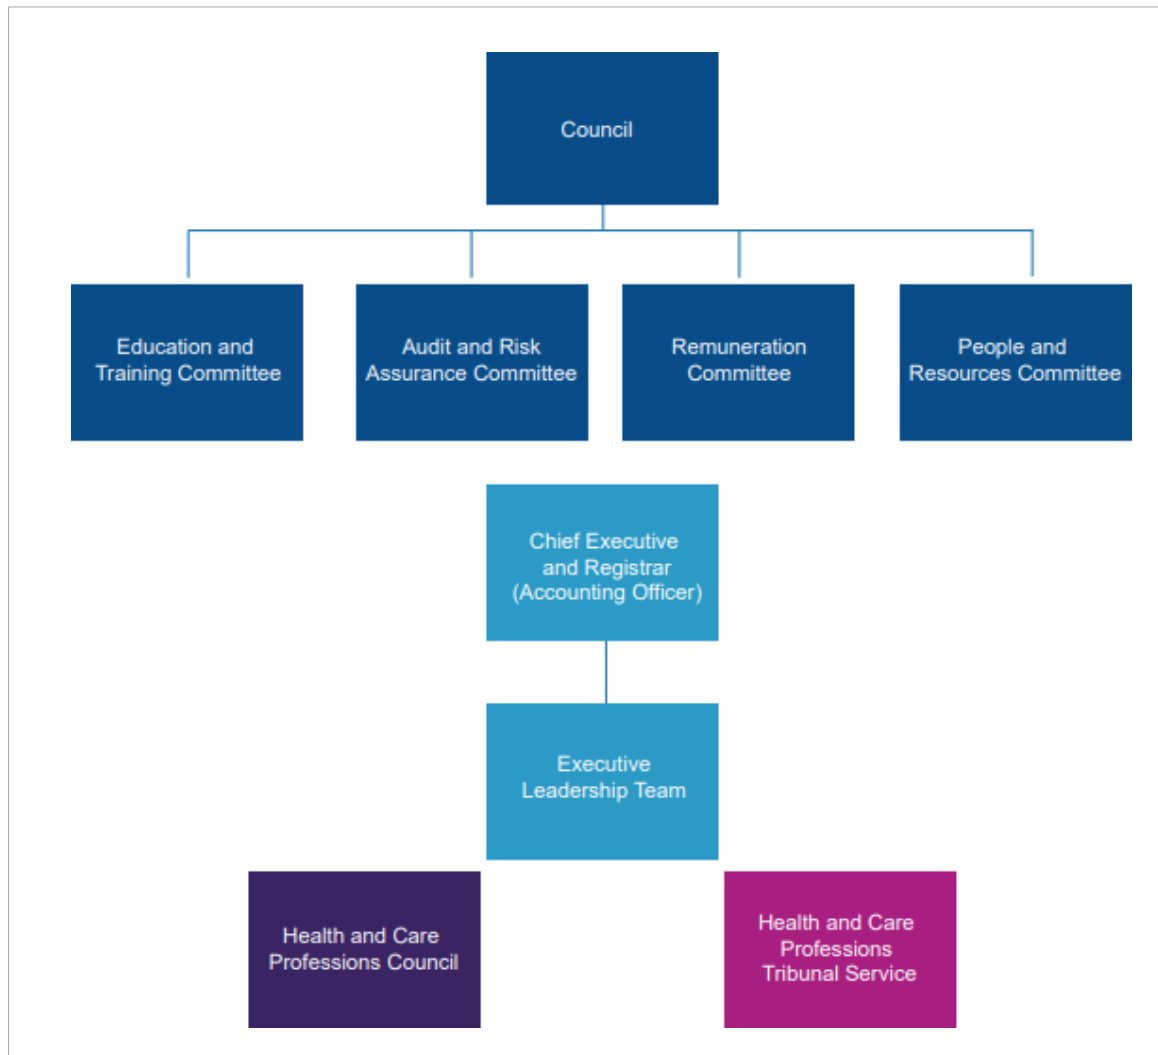 Council
Education and
Training Committee
Audit and Risk
Assurance Committee
Remuneration
Committee
People and
Resources Committee
Chief Executive
and Registrar
(Accounting Officer)
Executive
Leadership Team
Health and Care
Professions Council
Health and Care
Professions
Tribunal Service